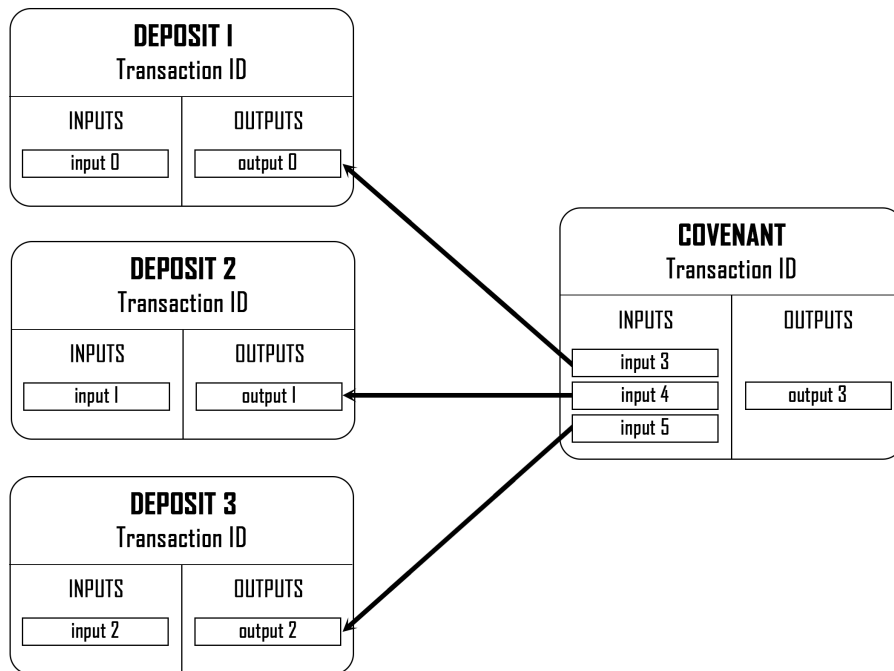 DEPOSIT 1
Transaction ID
INPUTS
OUTPUTS
input 0
output 0
DEPOSIT 2
Transaction ID
INPUTS
OUTPUTS
input 1
output 1
DEPOSIT 3
Transaction ID
INPUTS
OUTPUTS
input 2
output 2
COVENANT
Transaction ID
INPUTS
OUTPUTS
input 3
input 4
output 3
input 5